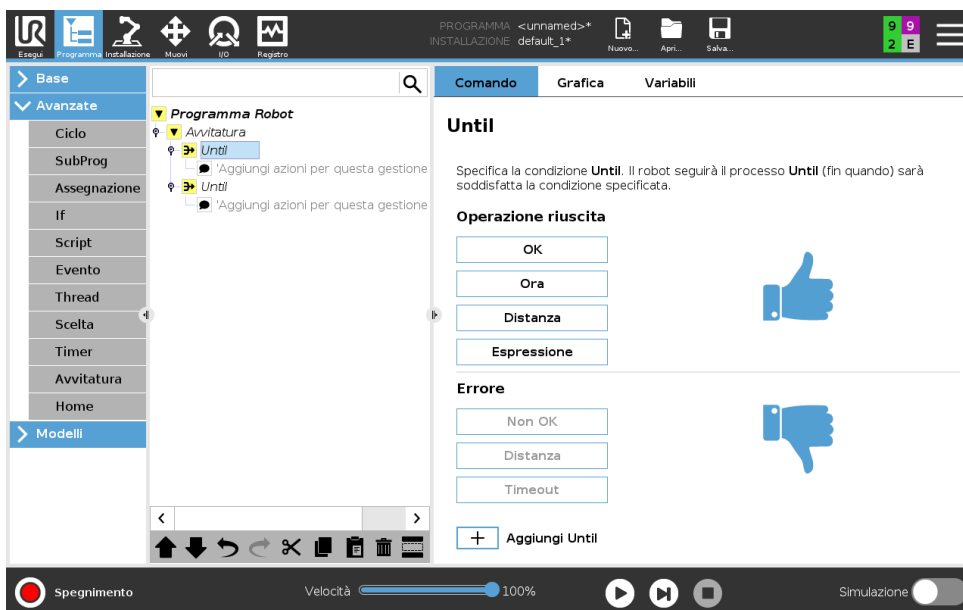 UR
PROGRAMMA <unnamed>*
INSTALLAZIONE default_1*
Esegui
Programma
Installazione
Muovi
I/O
Registro
Nuovo...
Apri...
Salva...
9 9
2 E
Base
Avanzate
Ciclo
SubProg
Assegnazione
If
Script
Evento
Thread
Scelta
Timer
Avvitatura
Home
Modelli
Programma Robot
Avvitatura
Until
'Aggiungi azioni per questa gestione
Until
'Aggiungi azioni per questa gestione
Comando
Grafica
Variabili
Until
Specifica la condizione Until. Il robot seguirà il processo Until (fin quando) sarà
soddisfatta la condizione specificata.
Operazione riuscita
OK
Ora
Distanza
Espressione
Errore
Non OK
Distanza
Timeout
Aggiungi Until
Spegnimento
Velocità
100%
Simulazione